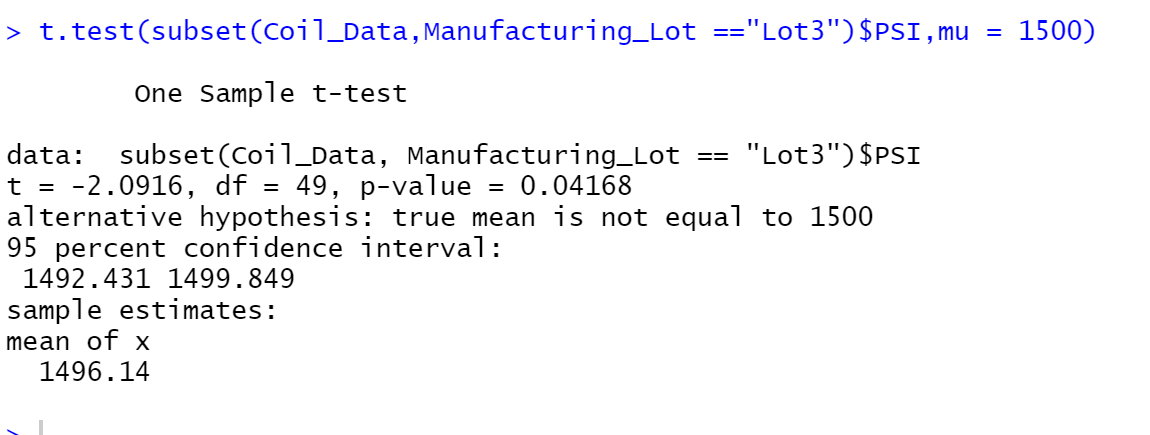 > t.test(subset(Coil_Data,Manufacturing_Lot =="Lot3")$PSI,mu = 1500)
One Sample t-test
data:  subset(Coil_Data, Manufacturing_Lot == "Lot3")$PSI
t = -2.0916, df = 49, p-value = 0.04168
alternative hypothesis: true mean is not equal to 1500
95 percent confidence interval:
1492.431 1499.849
sample estimates:
mean of x
1496.14
>